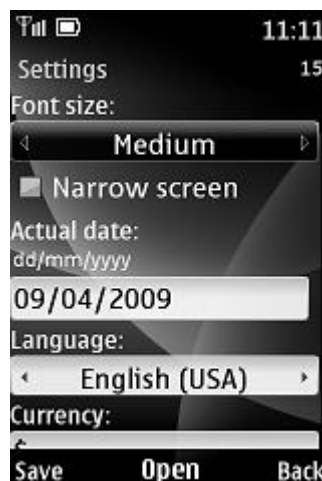 11:11
Settings 15
Font size:
Medium
Narrow screen
Actual date:
dd/mm/yyyy
09/04/2009
Language:
English (USA)
Currency:
Save Open Back